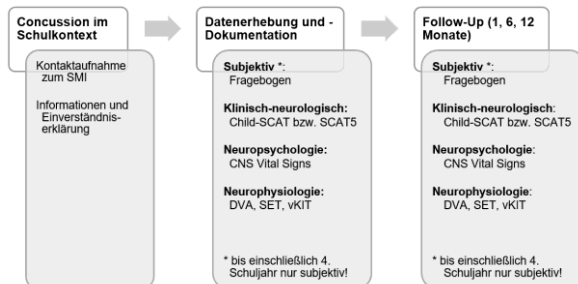 Concussion im
Schulkontext
Kontaktaufnahme
zum SMI
Informationen und
Einverständnis-
erklärung
Datenerhebung und -
Dokumentation
Subjektiv *:
Fragebogen
Klinisch-neurologisch:
Child-SCAT bzw. SCAT5
Neuropsychologie:
CNS Vital Signs
Neurophysiologie:
DVA, SET, vKIT
* bis einschließlich 4.
Schuljahr nur subjektiv!
Follow-Up (1, 6, 12
Monate)
Subjektiv *:
Fragebogen
Klinisch-neurologisch:
Child-SCAT bzw. SCAT5
Neuropsychologie:
CNS Vital Signs
Neurophysiologie:
DVA, SET, vKIT
* bis einschließlich 4.
Schuljahr nur subjektiv!